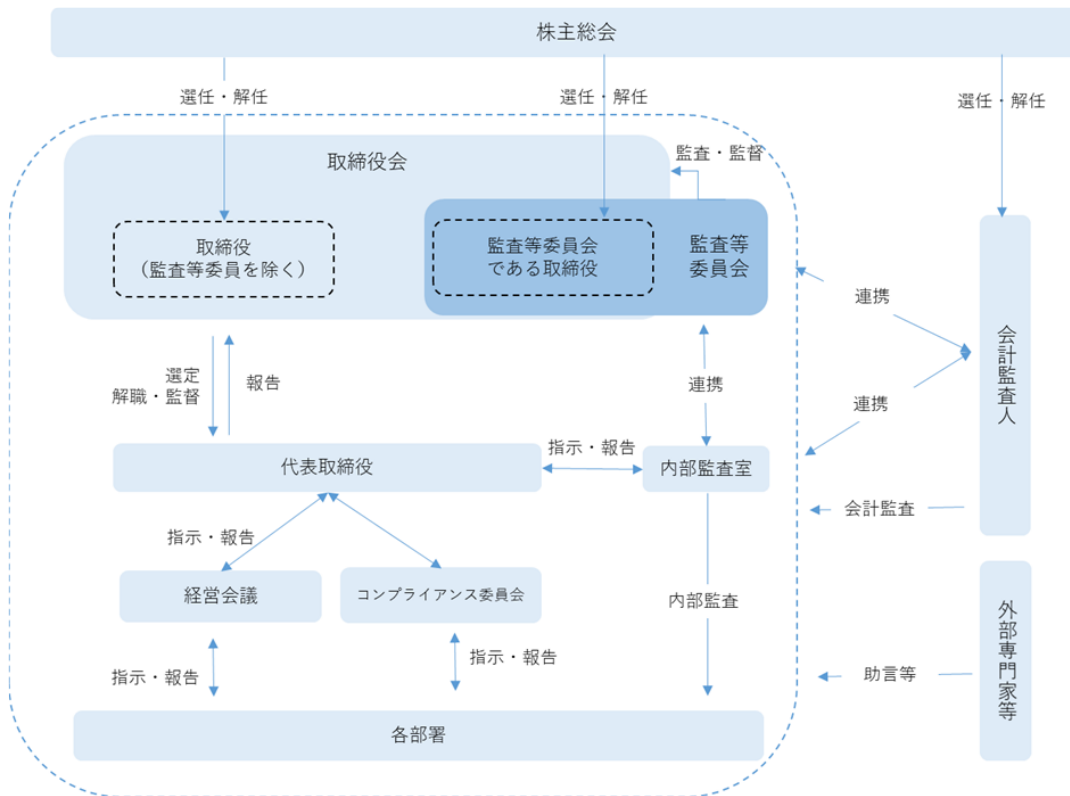 株主総会
選任・解任
選任・解任
選任・解任
取締役会
監査・監督
取締役
（監査等委員を除く）
監査等委員会
である取締役
監査等
委員会
連携
会計監査人
選定
解職・監督
報告
連携
連携
代表取締役
指示・報告
内部監査室
会計監査
指示・報告
経営会議
コンプライアンス委員会
内部監査
指示・報告
指示・報告
助言等
外部専門家等
各部署